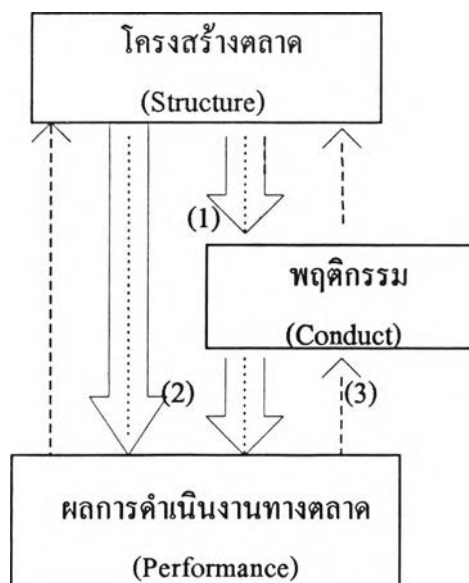 โครงสร้างตลาด
(Structure)
(1)
พฤติกรรม
(Conduct)
(2)
(3)
ผลการดำเนินงานทางตลาด
(Performance)